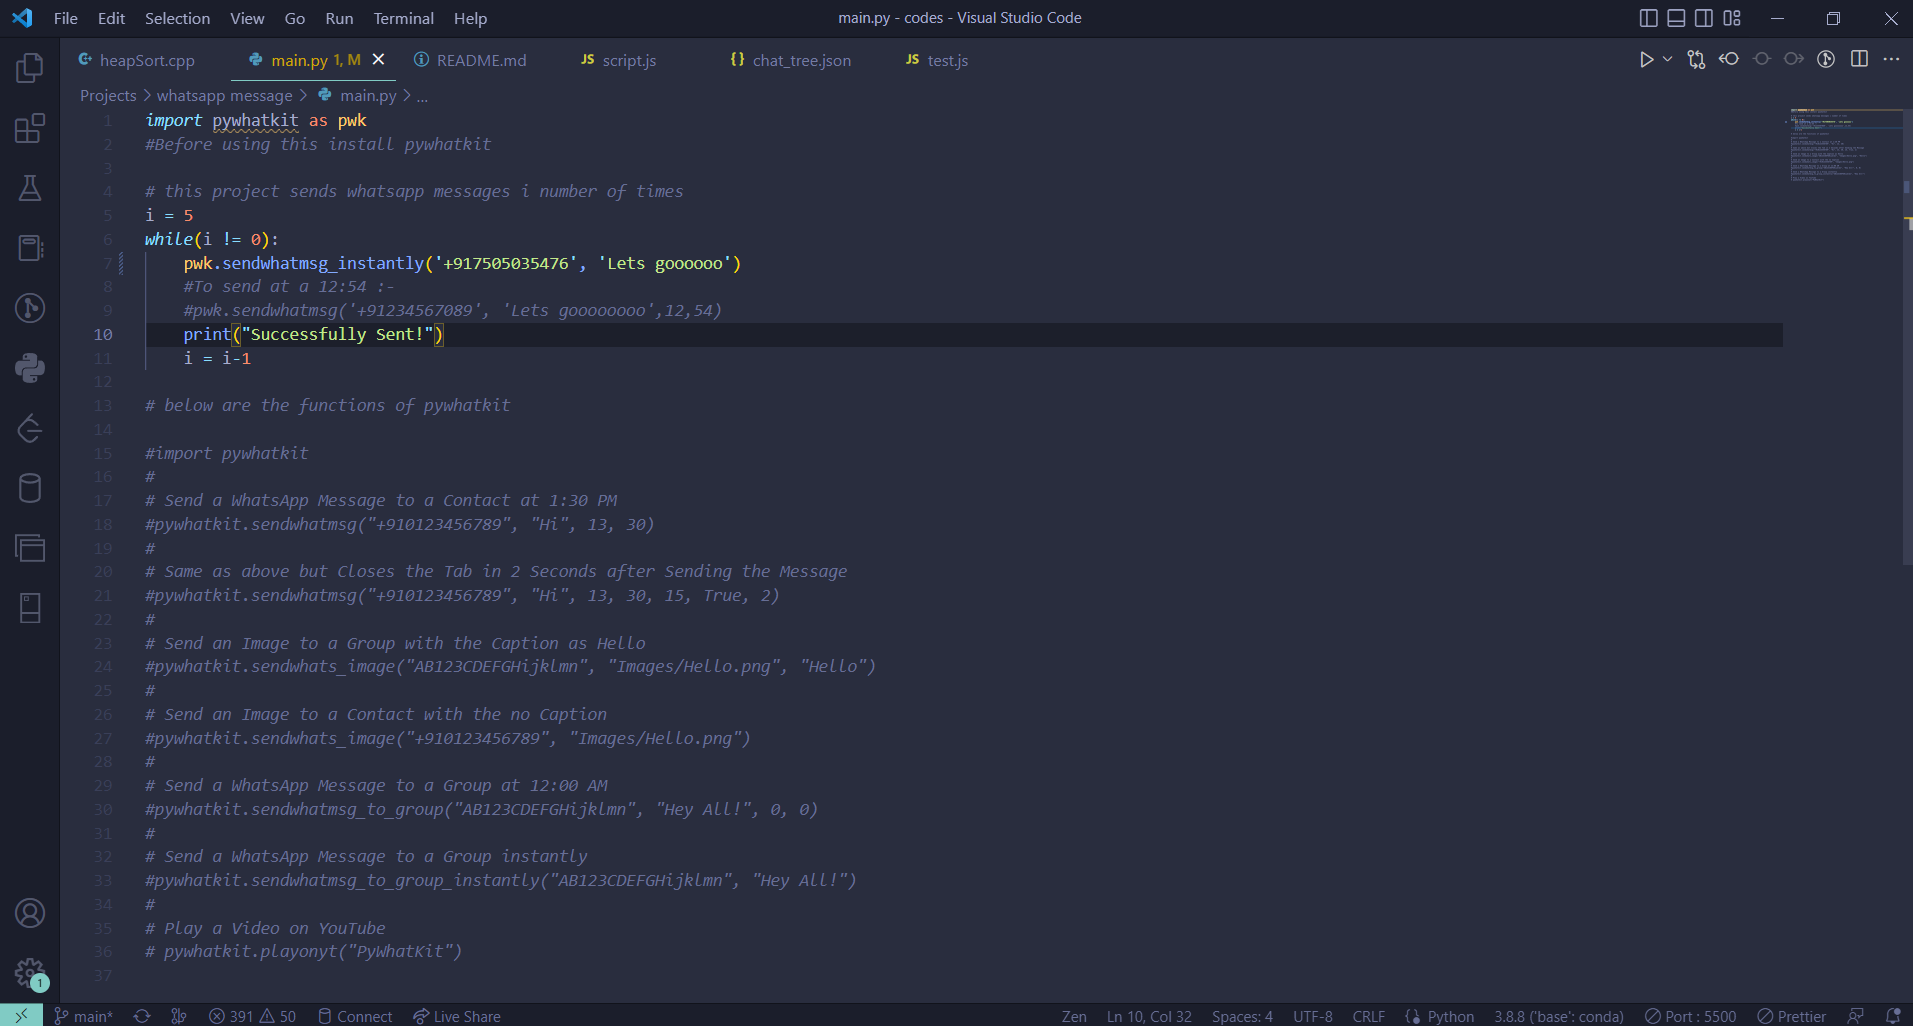 File Edit Selection View Go Run Terminal Help main.py - codes - Visual Studio Code
heapSort.cpp main.py 1, M README.md JS script.js {} chat_tree.json JS test.js
Projects > whatsapp message > main.py > ...
1 import pywhatkit as pwk
2 #Before using this install pywhatkit
3
4 # this project sends whatsapp messages i number of times
5 i = 5
6 while(i != 0):
7 pwk.sendwhatmsg_instantly('+917505035476', 'Lets goooooo')
8 #To send at a 12:54 :-
9 #pwk.sendwhatmsg('+91234567089', 'Lets goooooooo',12,54)
10 print("Successfully Sent!")
11 i = i-1
12
13 # below are the functions of pywhatkit
14
15 #import pywhatkit
16 #
17 # Send a WhatsApp Message to a Contact at 1:30 PM
18 #pywhatkit.sendwhatmsg("+910123456789", "Hi", 13, 30)
19 #
20 # Same as above but Closes the Tab in 2 Seconds after Sending the Message
21 #pywhatkit.sendwhatmsg("+910123456789", "Hi", 13, 30, 15, True, 2)
22 #
23 # Send an Image to a Group with the Caption as Hello
24 #pywhatkit.sendwhats_image("AB123CDEFGHijklmn", "Images/Hello.png", "Hello")
25 #
26 # Send an Image to a Contact with the no Caption
27 #pywhatkit.sendwhats_image("+910123456789", "Images/Hello.png")
28 #
29 # Send a WhatsApp Message to a Group at 12:00 AM
30 #pywhatkit.sendwhatmsg_to_group("AB123CDEFGHijklmn", "Hey All!", 0, 0)
31 #
32 # Send a WhatsApp Message to a Group instantly
33 #pywhatkit.sendwhatmsg_to_group_instantly("AB123CDEFGHijklmn", "Hey All!")
34 #
35 # Play a Video on YouTube
36 # pywhatkit.playonyt("PyWhatKit")
37
1
main* 391 50 Connect Live Share Zen Ln 10, Col 32 Spaces: 4 UTF-8 CRLF {} Python 3.8.8 ('base': conda) Port : 5500 Prettier